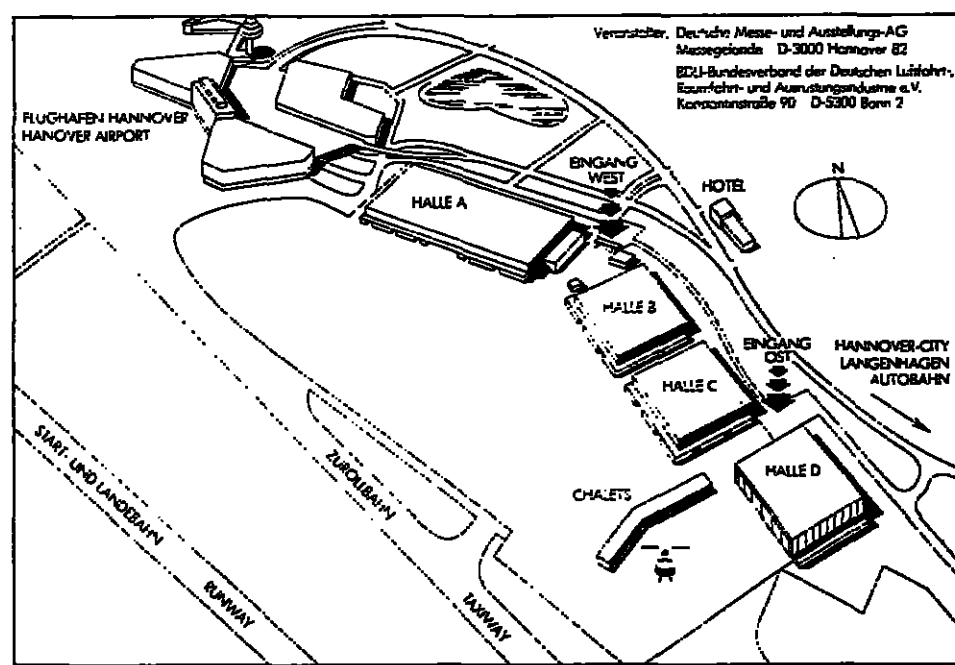 Veranstalter. Deutsche Messe- und Ausstellungs-AG
Messegelände D-3000 Hannover 82
BDLI-Bundesverband der Deutschen Luftfahrt-,
Raumfahrt- und Ausrüstungsindustrie e.V.
Konstantinstraße 90 D-5300 Bonn 2
FLUGHAFEN HANNOVER
HANOVER AIRPORT
EINGANG
WEST
HOTEL
N
HALLE A
HALLE B
EINGANG
OST
HANNOVER-CITY
LANGENHAGEN
AUTOBAHN
HALLE C
HALLE D
CHALETS
START- UND LANDEBAHN
RUNWAY
ZUROLLBAHN
TAXIWAY